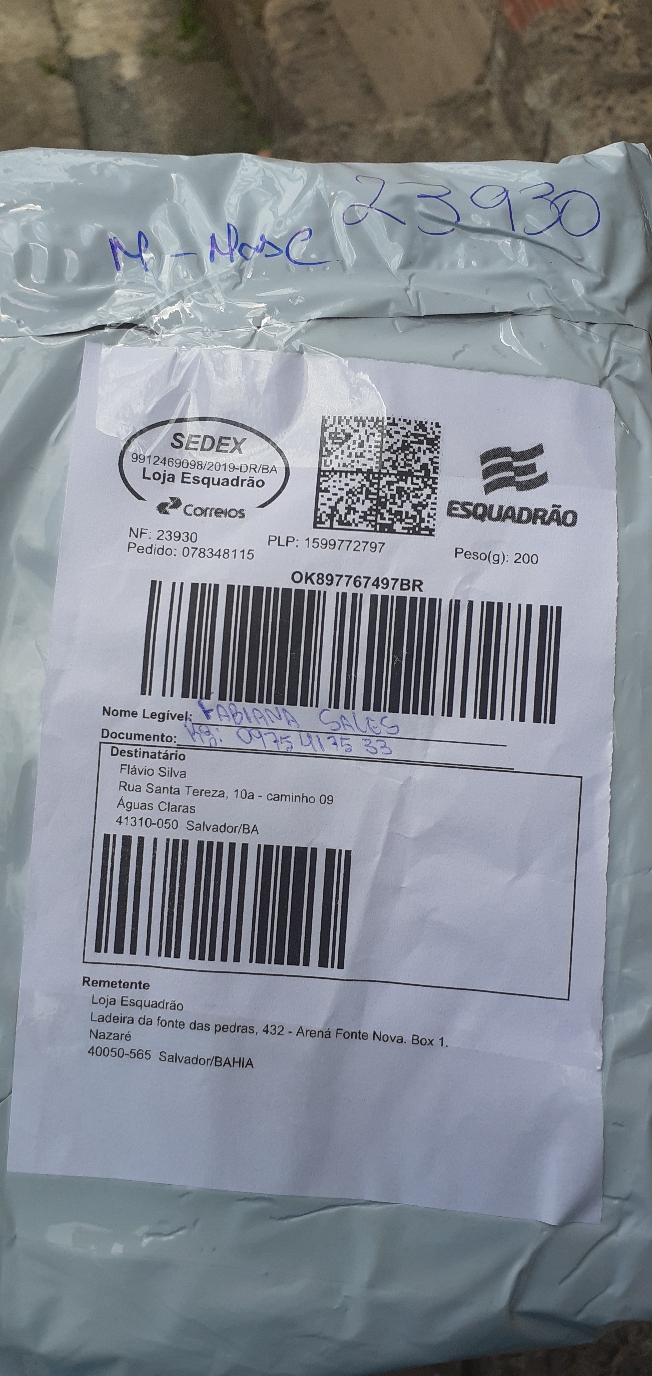 23930
M - Masc
SEDEX
9912469098/2019-DR/BA
Loja Esquadrão
Correios
ESQUADRÃO
NF: 23930
PLP: 1599772797
Peso(g): 200
Pedido: 078348115
OK897767497BR
Nome Legível: FABIANA SALES
Documento: RG: 0975417533
Destinatário
Flávio Silva
Rua Santa Tereza, 10a - caminho 09
Águas Claras
41310-050 Salvador/BA
Remetente
Loja Esquadrão
Ladeira da fonte das pedras, 432 - Arená Fonte Nova. Box 1.
Nazaré
40050-565 Salvador/BAHIA